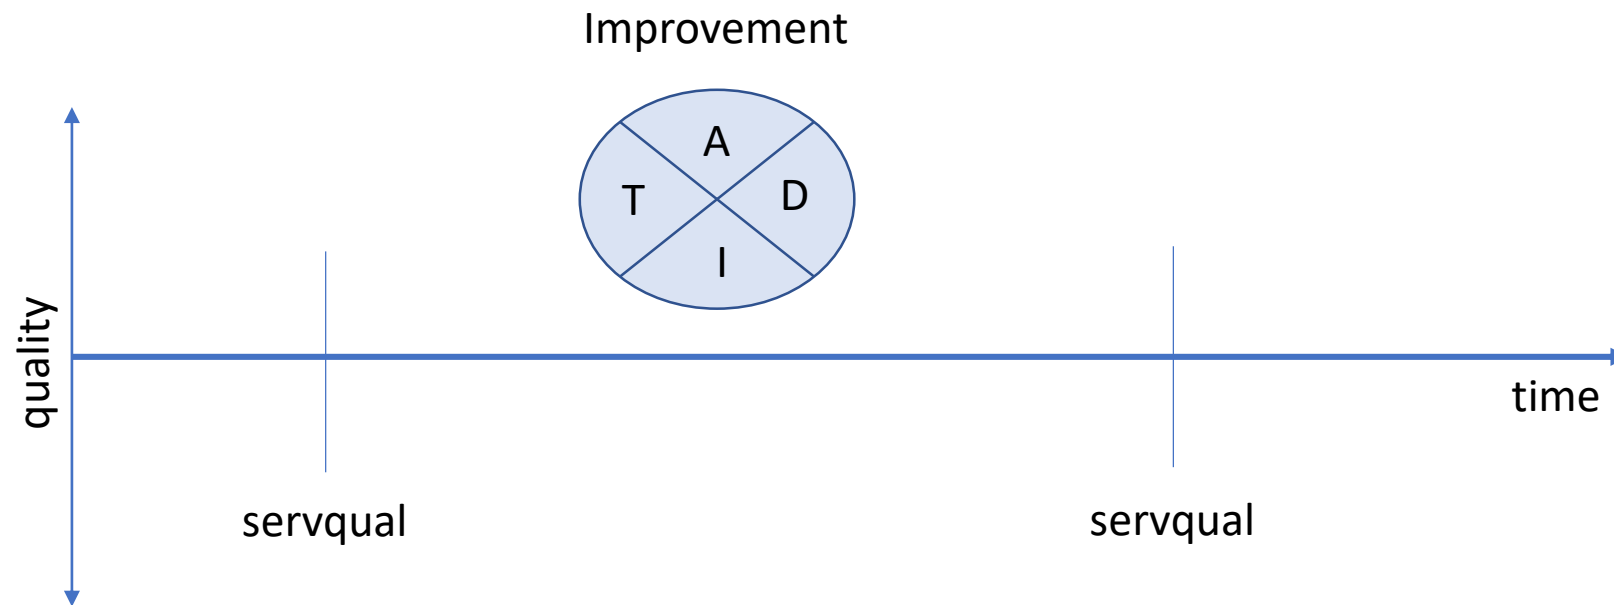 Improvement
A
T
D
I
quality
time
servqual
servqual